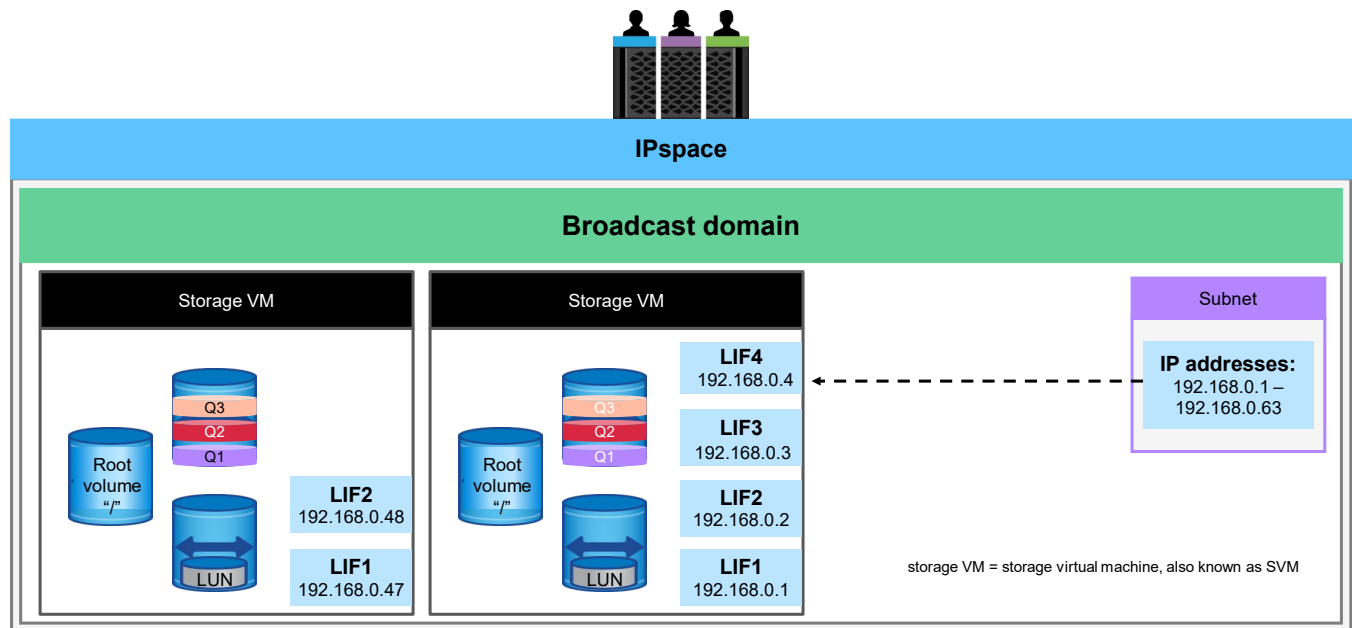 IPspace
Broadcast domain
Storage VM
Q3
Q2
Q1
Root
volume
“/”
LUN
LIF2
192.168.0.48
LIF1
192.168.0.47
Storage VM
Q3
Q2
Q1
Root
volume
“/”
LUN
LIF4
192.168.0.4
LIF3
192.168.0.3
LIF2
192.168.0.2
LIF1
192.168.0.1
Subnet
IP addresses:
192.168.0.1 –
192.168.0.63
storage VM = storage virtual machine, also known as SVM